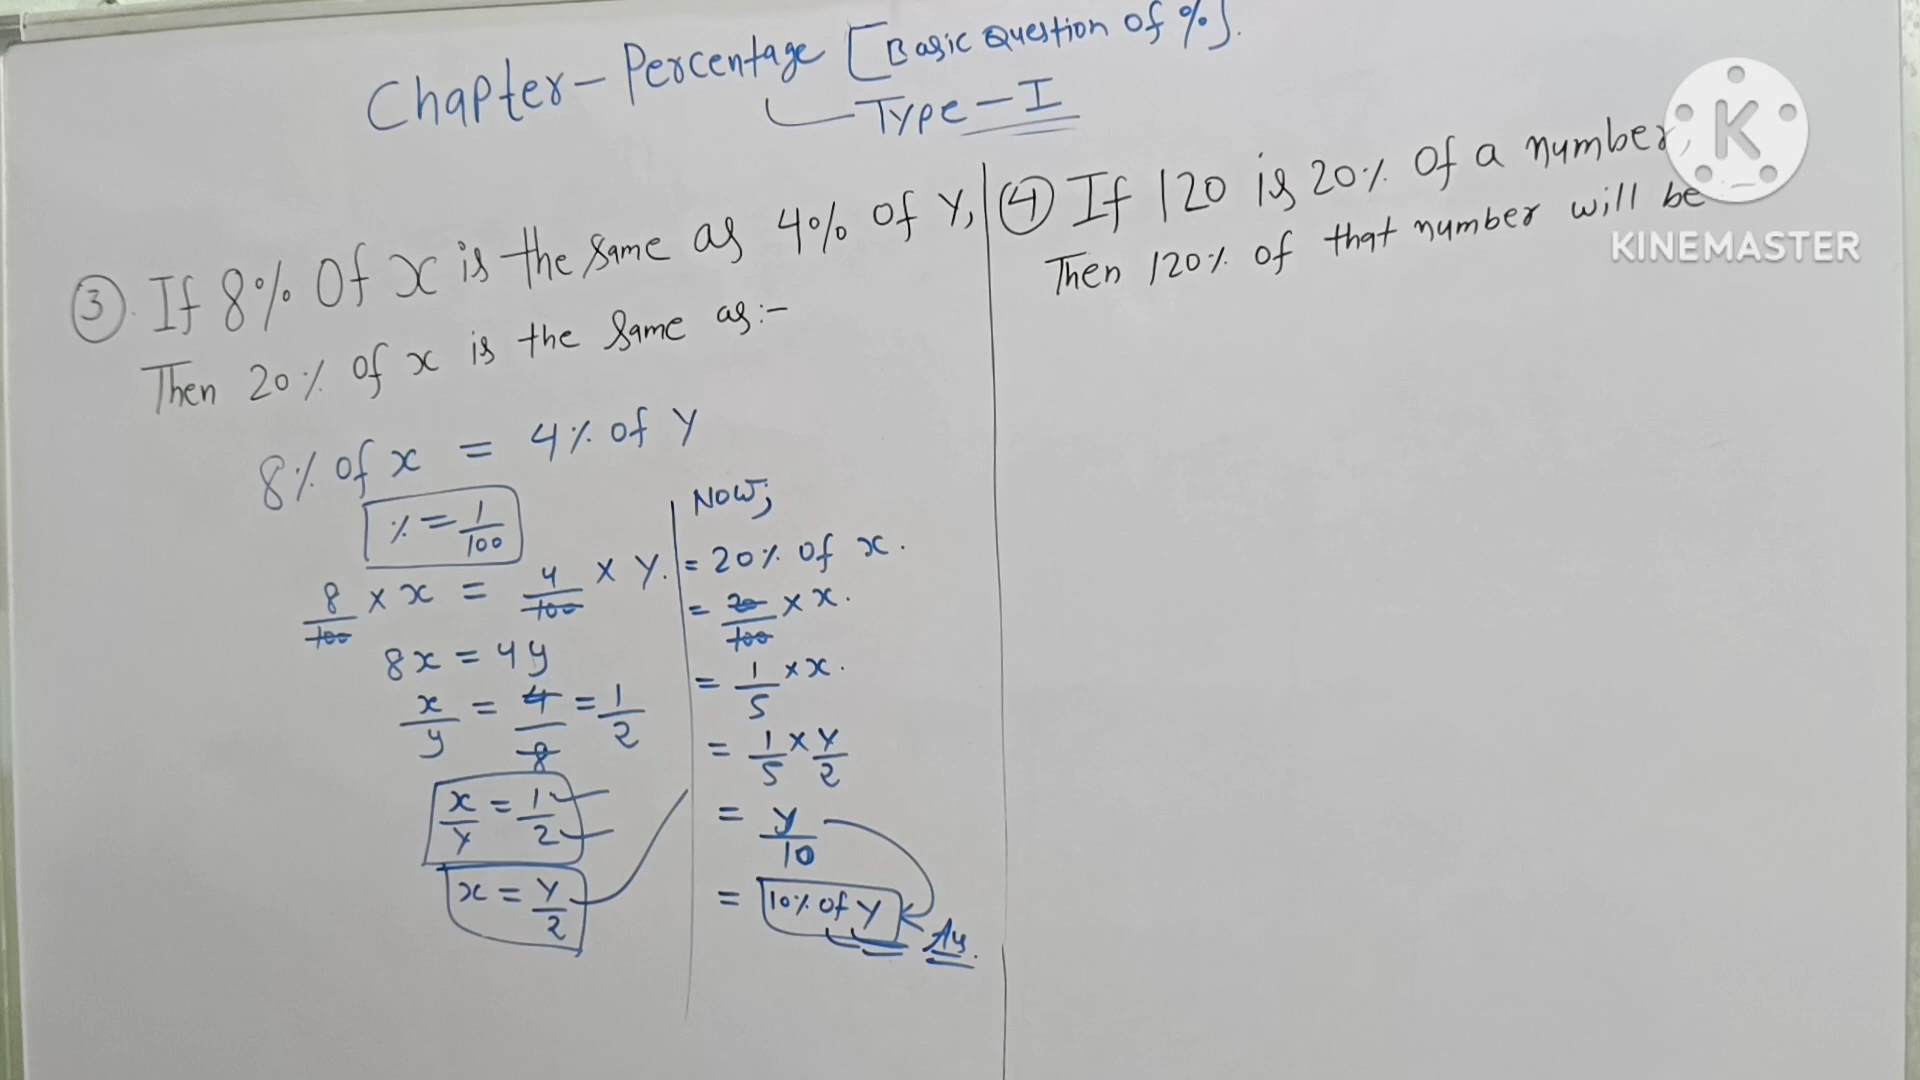 Chapter - Percentage [Basic Question of %].
Type - I
③. If 8% Of x is the same as 4% of Y,
Then 20% of x is the same as:-
8% of x = 4% of Y
% = 1/100
8/100 × x = 4/100 × Y.
8x = 4y
x/y = 4/8 = 1/2
x/Y = 1/2
x = Y/2
Now;
= 20% Of x.
= 20/100 × x.
= 1/5 × x.
= 1/5 × Y/2
= y/10
= 10% Of Y
④ If 120 is 20% Of a number,
Then 120% of that number will be
K
KINEMASTER